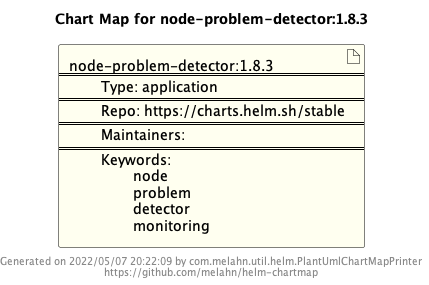 Chart Map for node-problem-detector:1.8.3
node-problem-detector:1.8.3
Type: application
Repo: https://charts.helm.sh/stable
Maintainers:
Keywords:
node
problem
detector
monitoring
Generated on 2022/05/07 20:22:09 by com.melahn.util.helm.PlantUmlChartMapPrinter
https://github.com/melahn/helm-chartmap